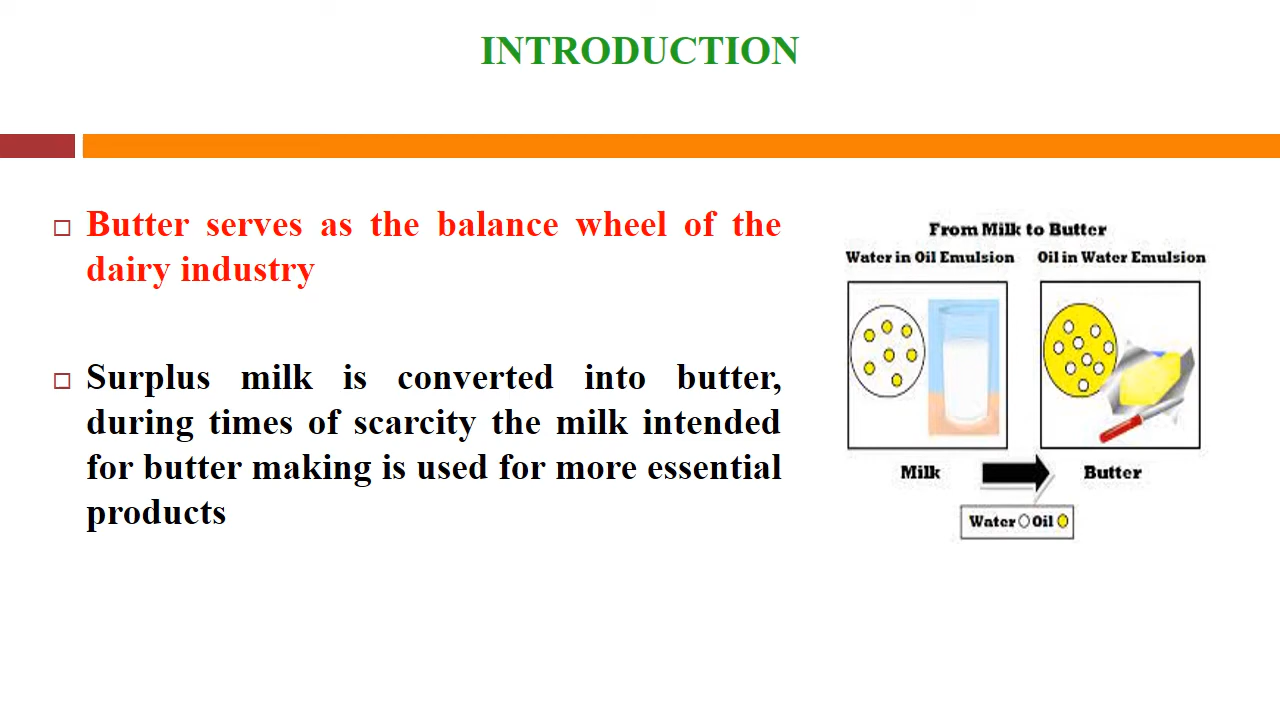 INTRODUCTION
Butter serves as the balance wheel of the
dairy industry
Surplus milk is converted into butter,
during times of scarcity the milk intended
for butter making is used for more essential
products
From Milk to Butter
Water in Oil Emulsion
Oil in Water Emulsion
Milk
Butter
Water Oil